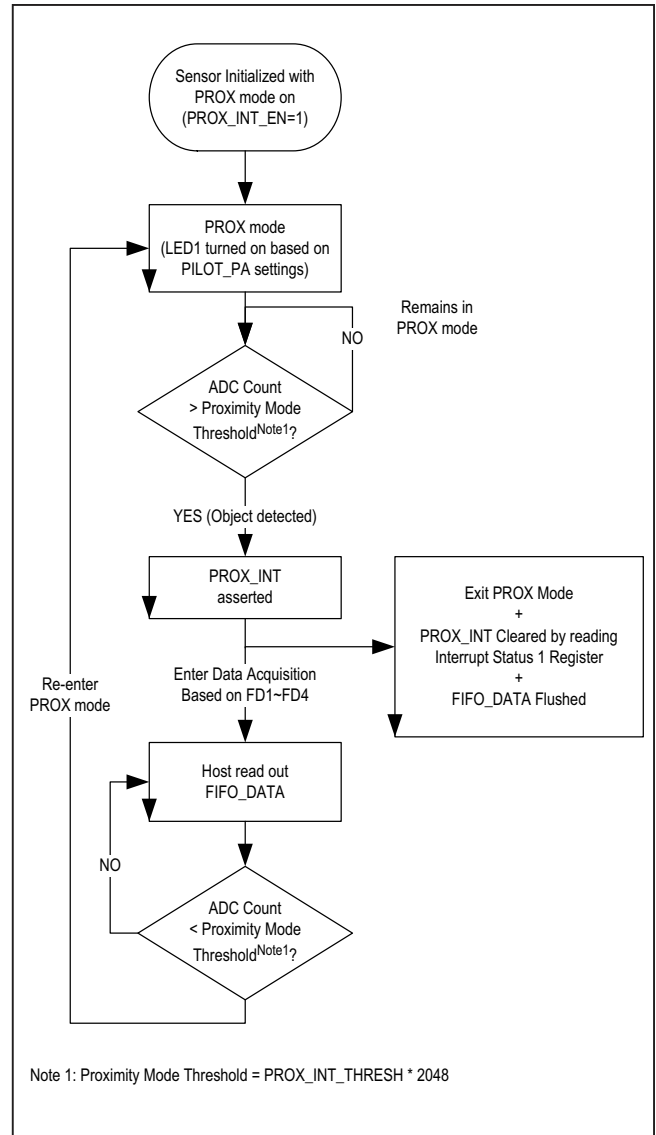 Sensor Initialized with
PROX mode on
(PROX_INT_EN=1)
PROX mode
(LED1 turned on based on
PILOT_PA settings)
Remains in
PROX mode
NO
ADC Count
> Proximity Mode
ThresholdNote1?
YES (Object detected)
PROX_INT
asserted
Exit PROX Mode
+
PROX_INT Cleared by reading
Interrupt Status 1 Register
+
FIFO_DATA Flushed
Re-enter
PROX mode
Enter Data Acquisition
Based on FD1~FD4
Host read out
FIFO_DATA
NO
ADC Count
< Proximity Mode
ThresholdNote1?
Note 1: Proximity Mode Threshold = PROX_INT_THRESH * 2048